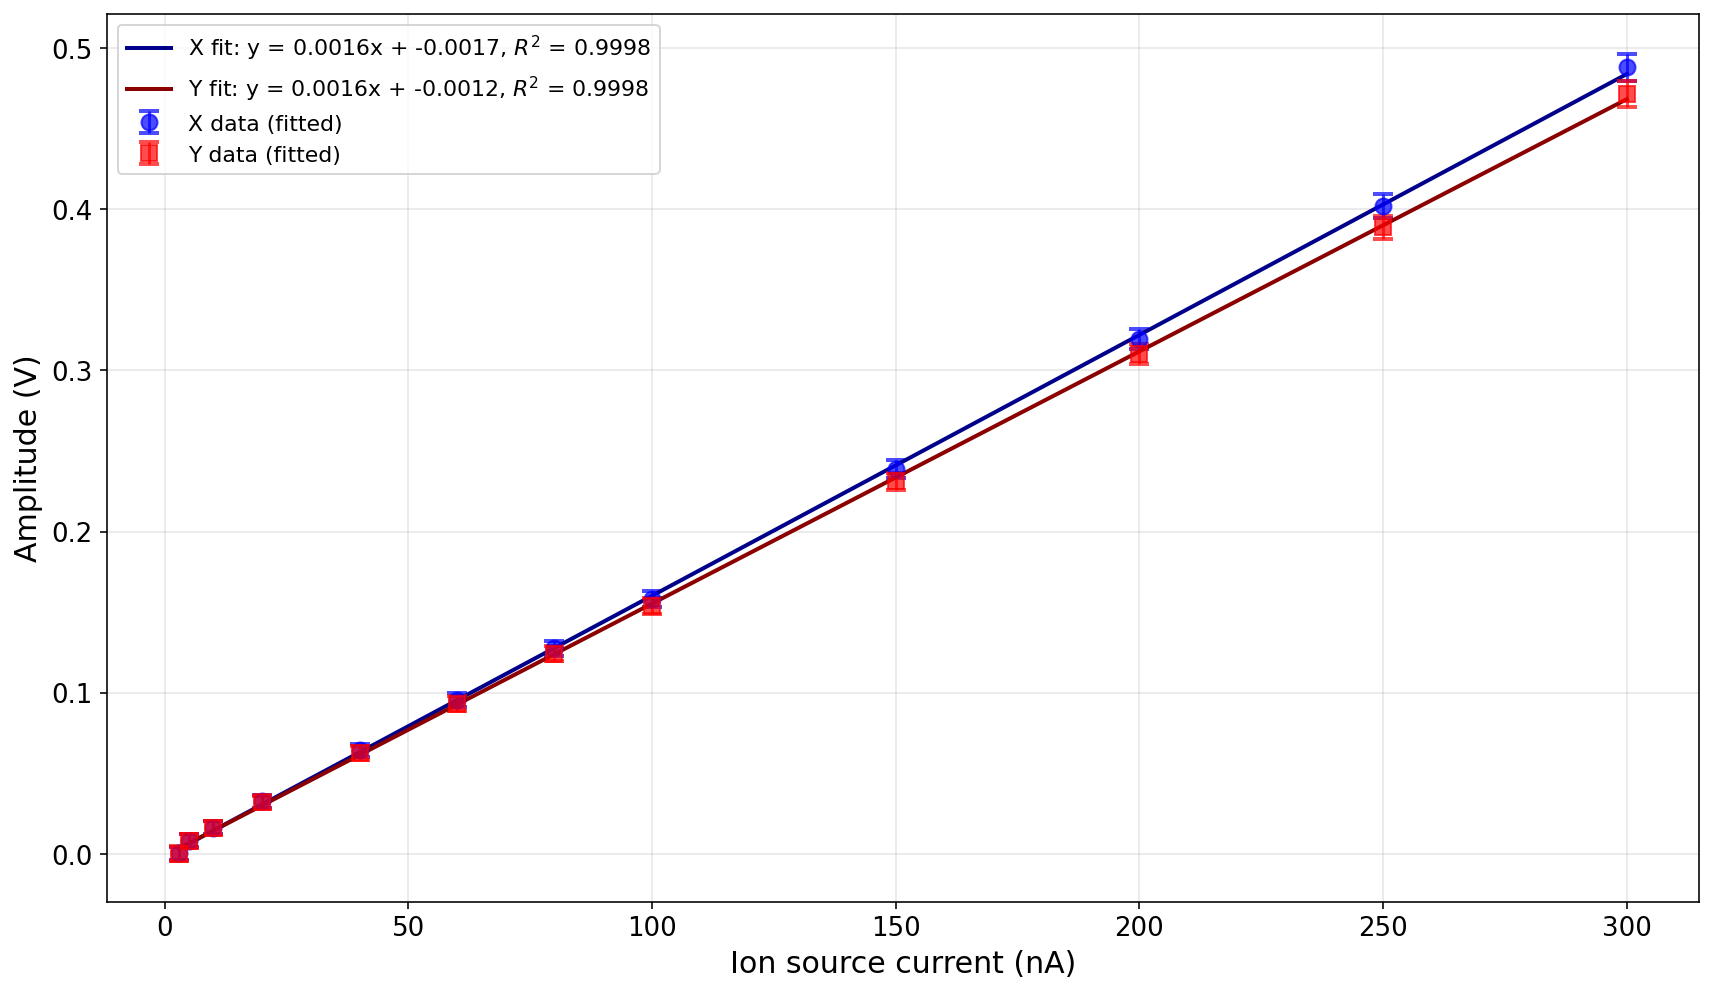 X fit: y = 0.0016x + -0.0017, R² = 0.9998
Y fit: y = 0.0016x + -0.0012, R² = 0.9998
X data (fitted)
Y data (fitted)
0.5
0.4
0.3
0.2
0.1
0.0
Amplitude (V)
0 50 100 150 200 250 300
Ion source current (nA)